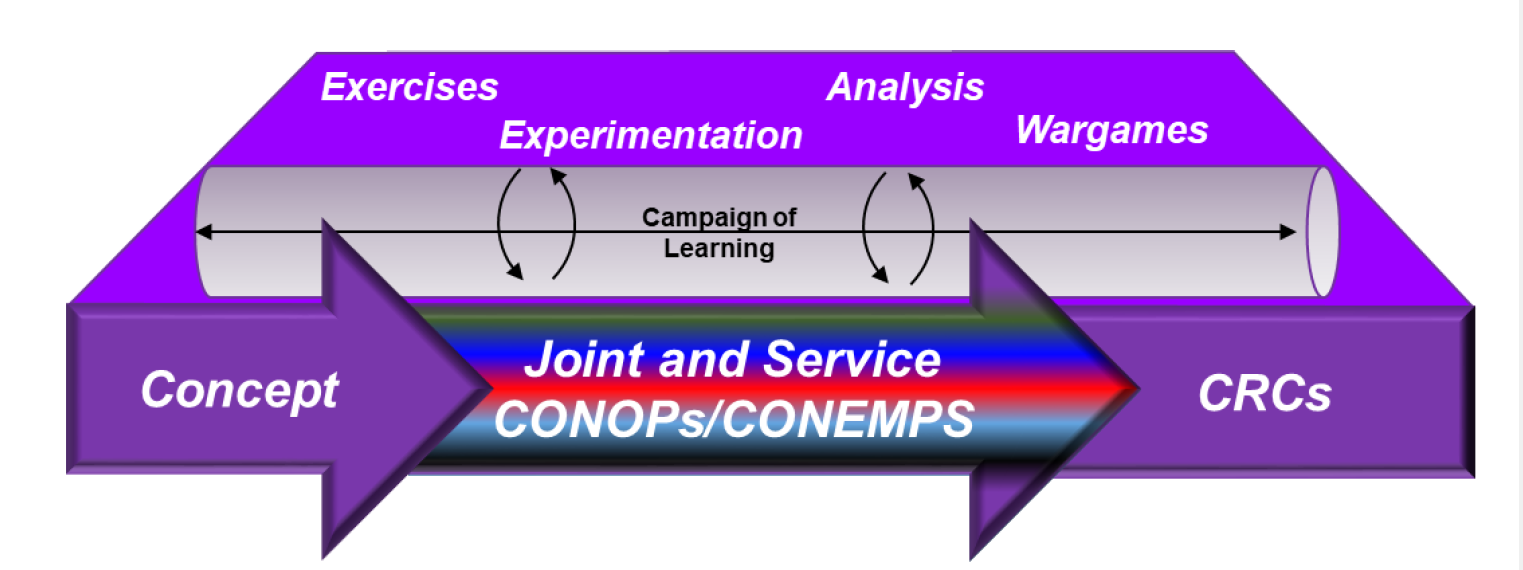 Exercises
Analysis
Experimentation
Wargames
Campaign of
Learning
Concept
Joint and Service
CONOPs/CONEMPS
CRCs